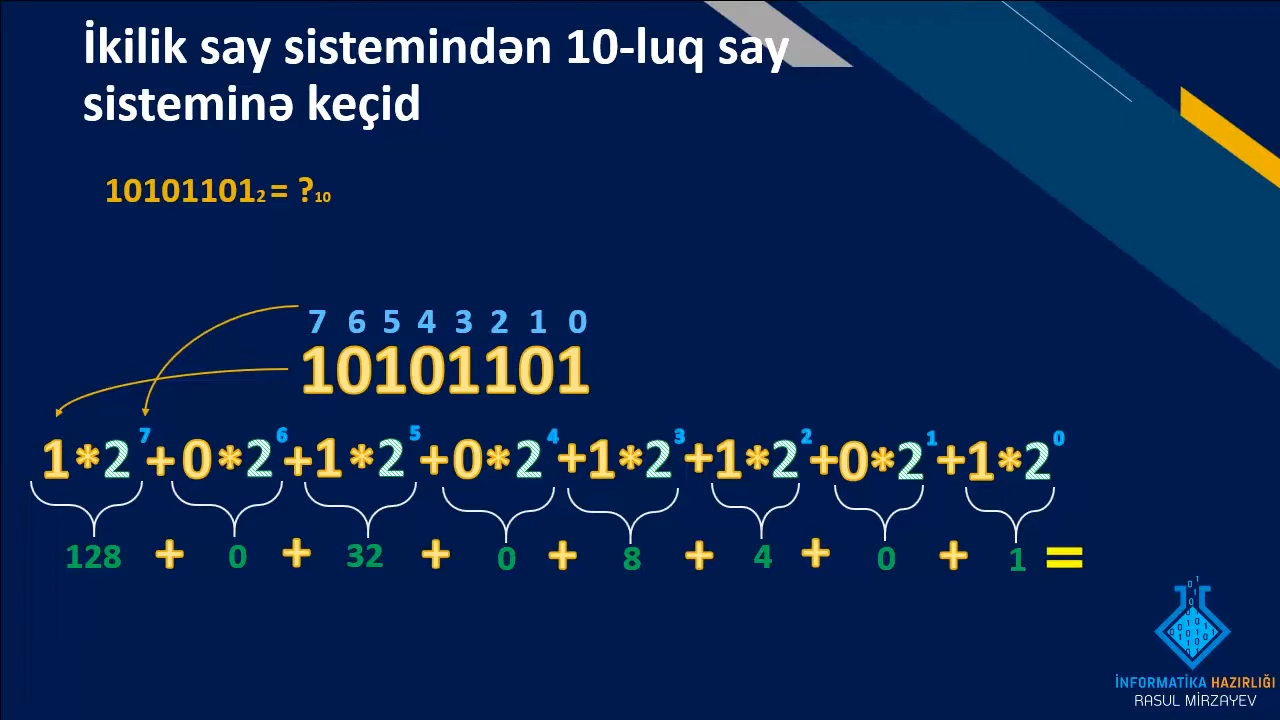 İkilik say sistemindən 10-luq say
sisteminə keçid
10101101₂ = ?₁₀
7 6 5 4 3 2 1 0
10101101
1*2⁷+0*2⁶+1*2⁵+0*2⁴+1*2³+1*2²+0*2¹+1*2⁰
128 + 0 + 32 + 0 + 8 + 4 + 0 + 1 =
İNFORMATİKA HAZIRLIĞI
RASUL MİRZAYEV